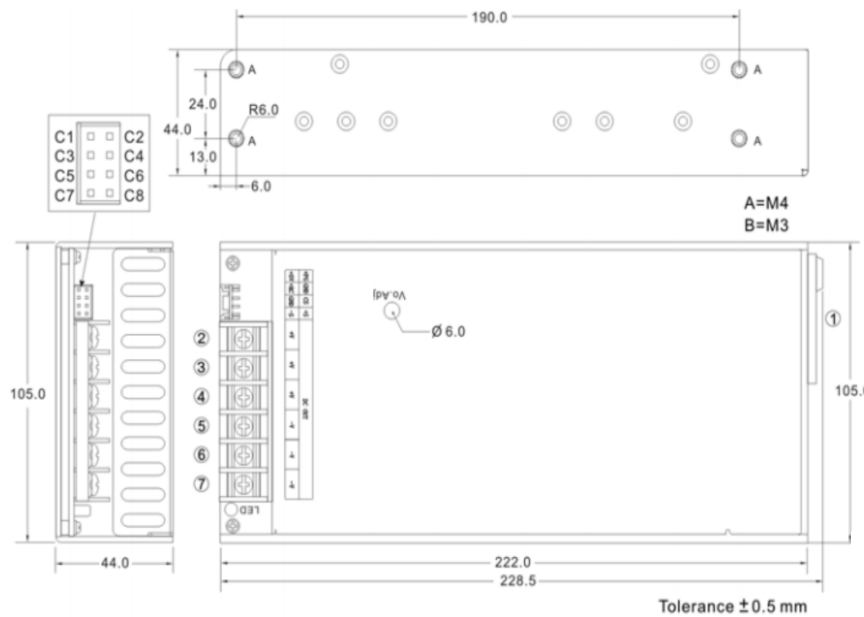 190.0
A
A
24.0
R6.0
44.0
A
A
13.0
6.0
C1 C2
C3 C4
C5 C6
C7 C8
A=M4
B=M3
Vo.Adj
Ø 6.0
①
②
③
④
⑤
⑥
⑦
105.0
105.0
LED
44.0
222.0
228.5
Tolerance ±0.5 mm